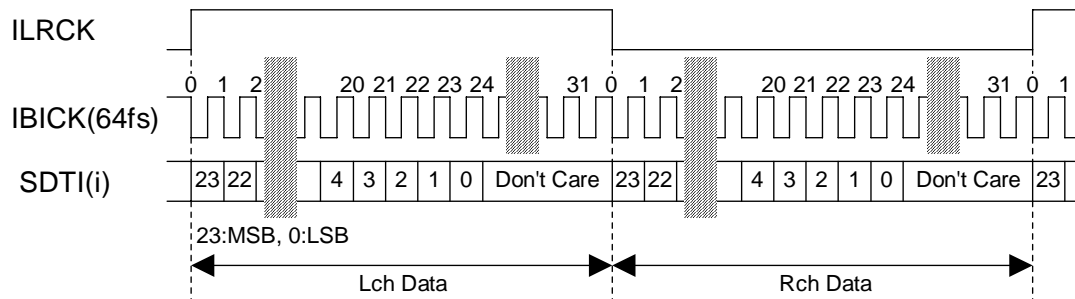 ILRCK
0 1 2 20 21 22 23 24 31 0 1 2 20 21 22 23 24 31 0 1
IBICK(64fs)
SDTI(i) 23 22 4 3 2 1 0 Don't Care 23 22 4 3 2 1 0 Don't Care 23
23:MSB, 0:LSB
Lch Data Rch Data